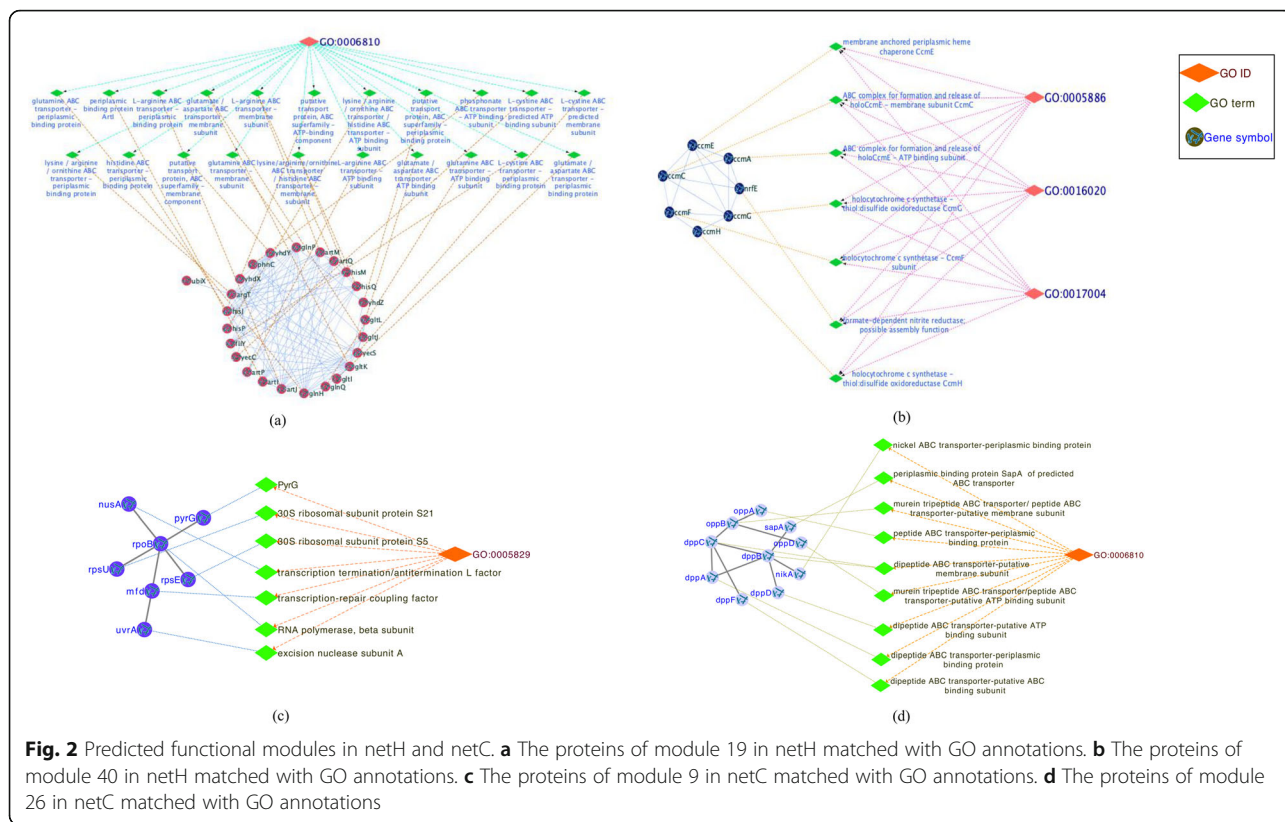 GO:0006810
glutamine ABC
transporter –
periplasmic
binding protein
periplasmic
binding protein
ArtI
L–arginine ABC
transporter –
periplasmic
binding protein
glutamate /
aspartate ABC
transporter –
membrane
subunit
L–arginine ABC
transporter –
membrane
subunit
putative
transport
protein, ABC
superfamily –
ATP–binding
component
lysine / arginine
/ ornithine ABC
transporter /
histidine ABC
transporter –
ATP binding
subunit
putative
transport
protein, ABC
superfamily –
periplasmic
binding protein
phosphonate
ABC transporter
– ATP binding
subunit
L–cystine ABC
transporter –
predicted ATP
binding subunit
L–cystine ABC
transporter
predicted
membrane
subunit
lysine / arginine
/ ornithine ABC
transporter –
periplasmic
binding protein
histidine ABC
transporter –
periplasmic
binding protein
putative
transport
protein, ABC
superfamily –
membrane
component
glutamine ABC
transporter –
membrane
subunit
lysine/arginine/ornithine
ABC transporter
/ histidine ABC
transporter –
membrane
subunit
L–arginine ABC
transporter –
ATP binding
subunit
glutamate /
aspartate ABC
transporter –
ATP binding
subunit
glutamine ABC
transporter –
ATP binding
subunit
L–cystine ABC
transporter –
periplasmic
binding protein
glutamate /
aspartate ABC
transporter –
periplasmic
binding protein
glnP
yhdY
artM
artQ
phnC
hisM
yhdX
hisQ
ubiX
argT
yhdZ
hisJ
gltL
hisP
gltJ
fliY
yecS
yecC
gltK
artP
gltI
artI
glnQ
artJ
glnH
(a)
membrane anchored periplasmic heme
chaperone CcmE
ABC complex for formation and release of
holoCcmE – membrane subunit CcmC
GO:0005886
ccmE
ccmA
ABC complex for formation and release of
holoCcmE – ATP binding subunit
ccmC
nrfE
GO:0016020
ccmF
ccmG
holocytochrome c synthetase –
thiol:disulfide oxidoreductase CcmG
ccmH
holocytochrome c synthetase – CcmF
subunit
GO:0017004
formate–dependent nitrite reductase;
possible assembly function
holocytochrome c synthetase –
thiol:disulfide oxidoreductase CcmH
(b)
GO ID
GO term
Gene symbol
PyrG
nusA
pyrG
30S ribosomal subunit protein S21
rpoB
60S ribosomal subunit protein S5
GO:0005829
rpsU
rpsE
transcription termination/antitermination L factor
mfd
transcription-repair coupling factor
uvrA
RNA polymerase, beta subunit
excision nuclease subunit A
(c)
nickel ABC transporter-periplasmic binding protein
periplasmic binding protein SapA of predicted
ABC transporter
oppA
oppB
sapA
murein tripeptide ABC transporter/ peptide ABC
transporter-putative membrane subunit
dppC
oppD
peptide ABC transporter-periplasmic
binding protein
dppB
GO:0006810
dipeptide ABC transporter-putative
membrane subunit
dppA
nikA
murein tripeptide ABC transporter/peptide ABC
transporter-putative ATP binding subunit
dppF
dppD
dipeptide ABC transporter-putative ATP
binding subunit
dipeptide ABC transporter-periplasmic
binding protein
dipeptide ABC transporter-putative ABC
binding subunit
(d)
Fig. 2 Predicted functional modules in netH and netC. a The proteins of module 19 in netH matched with GO annotations. b The proteins of
module 40 in netH matched with GO annotations. c The proteins of module 9 in netC matched with GO annotations. d The proteins of module
26 in netC matched with GO annotations